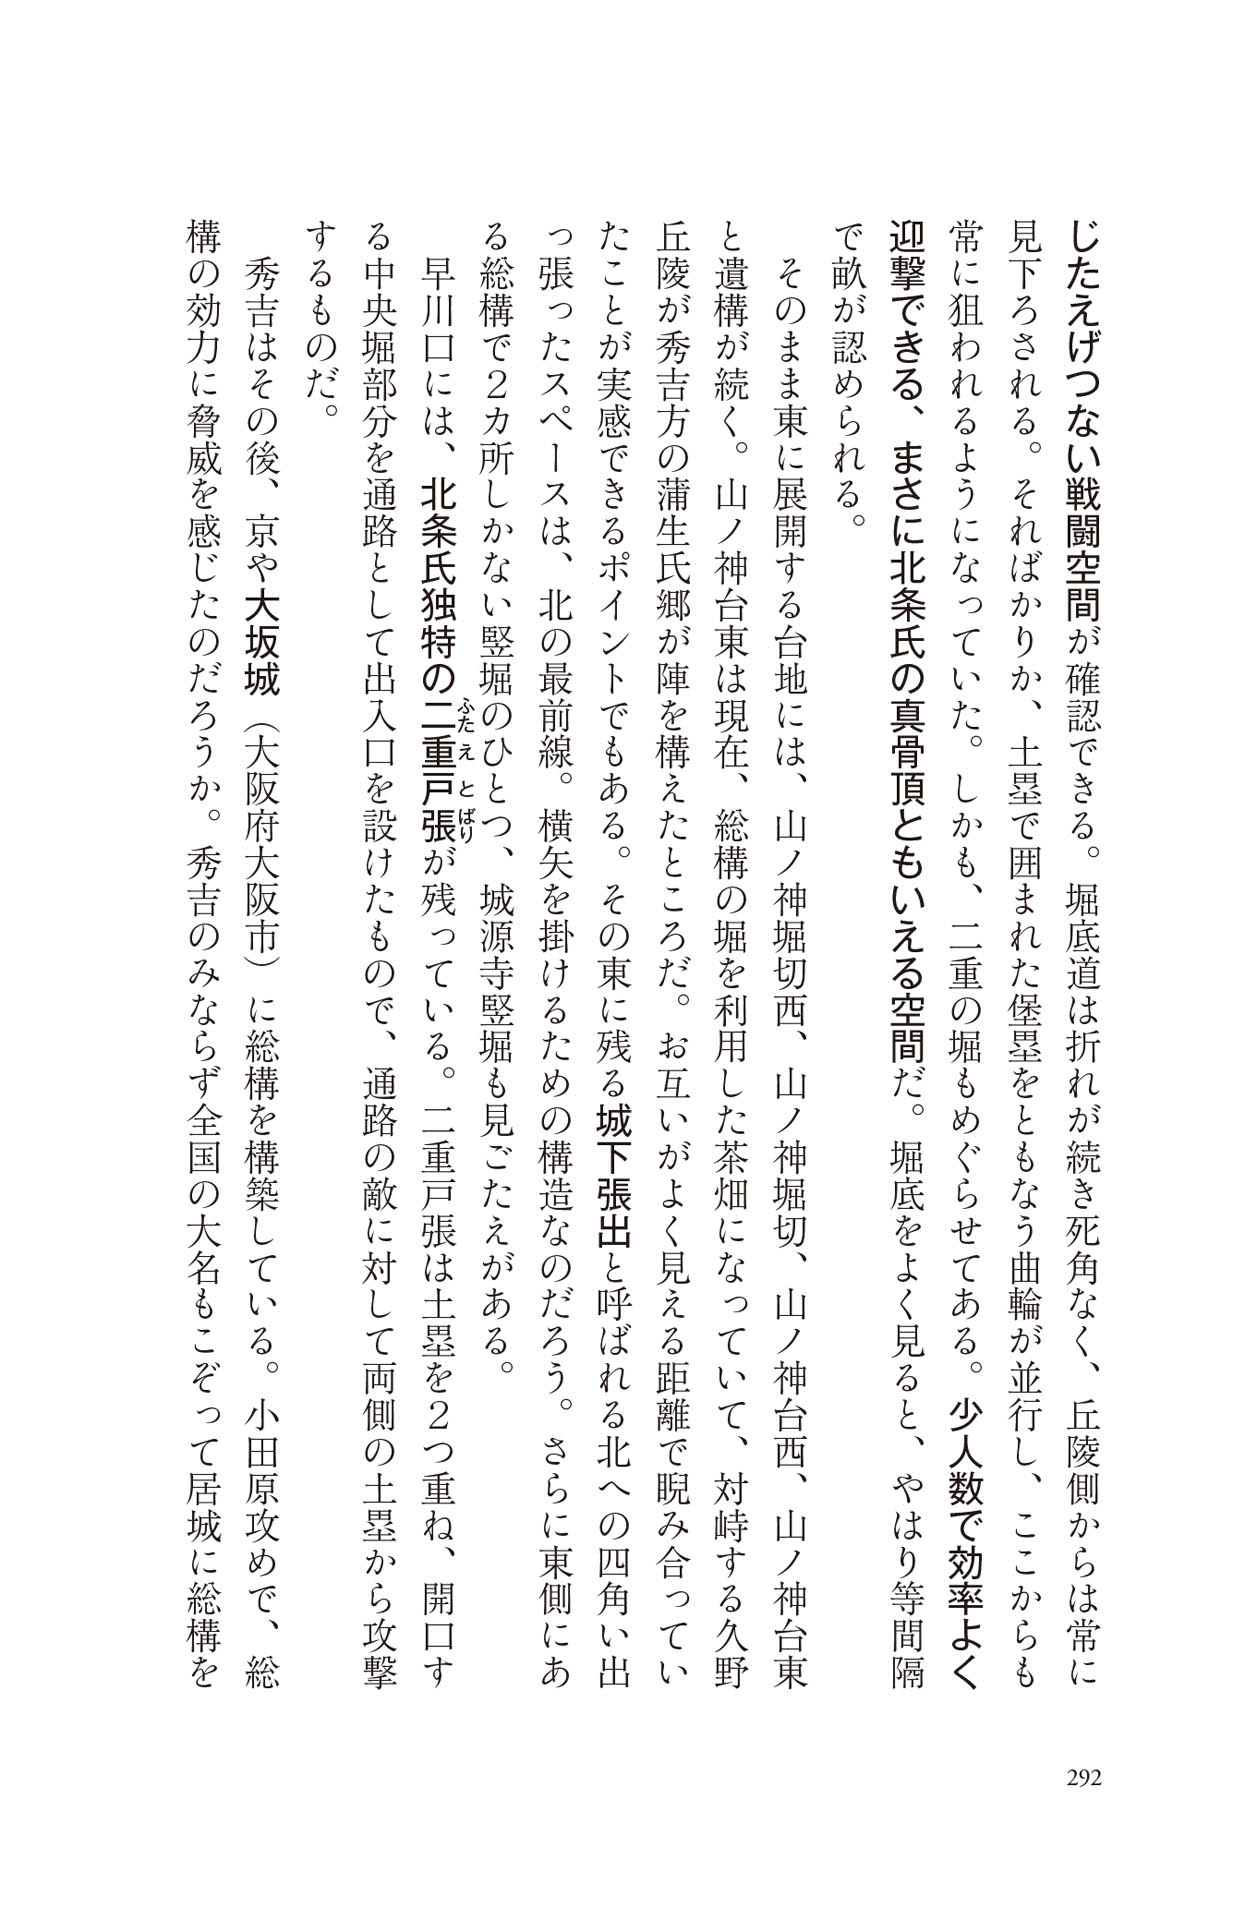 じたえげつない戦闘空間が確認できる。堀底道は折れが続き死角なく、丘陵側からは常に
見下ろされる。そればかりか、土塁で囲まれた堡塁をともなう曲輪が並行し、ここからも
常に狙われるようになっていた。しかも、二重の堀もめぐらせてある。少人数で効率よく
迎撃できる、まさに北条氏の真骨頂ともいえる空間だ。堀底をよく見ると、やはり等間隔
で畝が認められる。
　そのまま東に展開する台地には、山ノ神堀切西、山ノ神堀切、山ノ神台西、山ノ神台東
と遺構が続く。山ノ神台東は現在、総構の堀を利用した茶畑になっていて、対峙する久野
丘陵が秀吉方の蒲生氏郷が陣を構えたところだ。お互いがよく見える距離で睨み合ってい
たことが実感できるポイントでもある。その東に残る城下張出と呼ばれる北への四角い出
っ張ったスペースは、北の最前線。横矢を掛けるための構造なのだろう。さらに東側にあ
る総構で２カ所しかない竪堀のひとつ、城源寺竪堀も見ごたえがある。
　早川口には、北条氏独特の二重戸張ふたえとばりが残っている。二重戸張は土塁を２つ重ね、開口す
る中央堀部分を通路として出入口を設けたもので、通路の敵に対して両側の土塁から攻撃
するものだ。
　秀吉はその後、京や大坂城（大阪府大阪市）に総構を構築している。小田原攻めで、総
構の効力に脅威を感じたのだろうか。秀吉のみならず全国の大名もこぞって居城に総構を
292